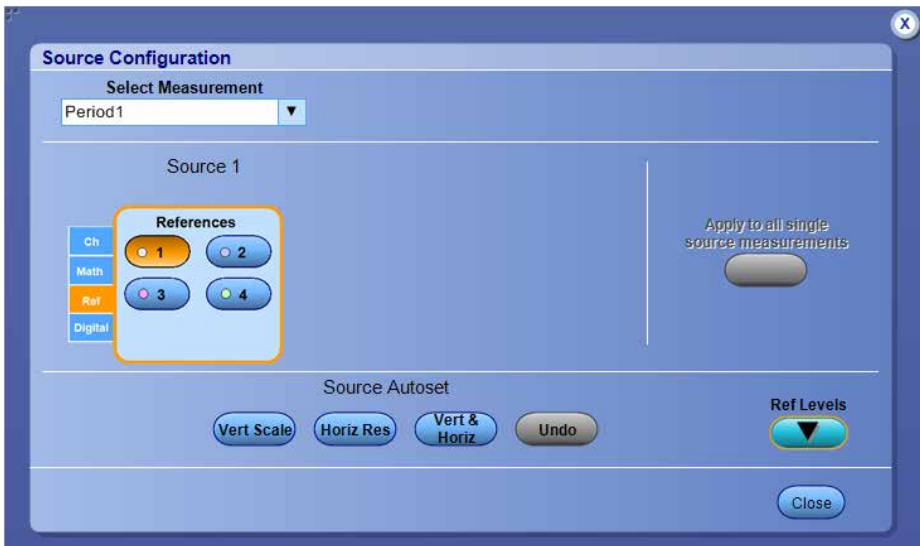 X
Source Configuration
Select Measurement
Period1
Source 1
Ch
Math
Ref
Digital
References
1
2
3
4
Apply to all single
source measurements
Source Autoset
Vert Scale
Horiz Res
Vert &
Horiz
Undo
Ref Levels
Close